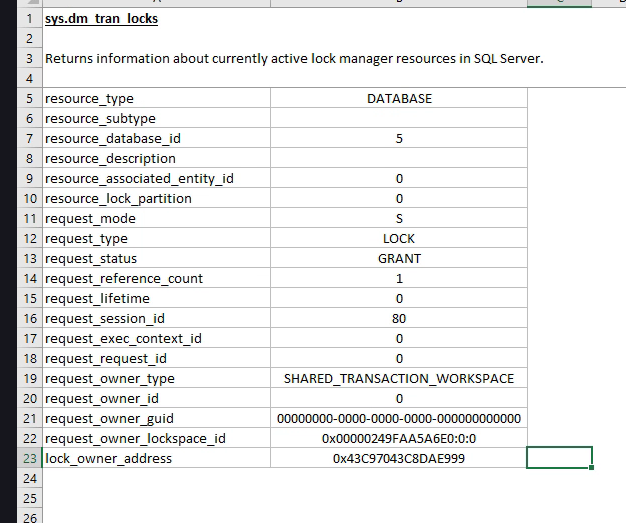 1 sys.dm_tran_locks
2
3 Returns information about currently active lock manager resources in SQL Server.
4
5 resource_type DATABASE
6 resource_subtype
7 resource_database_id 5
8 resource_description
9 resource_associated_entity_id 0
10 resource_lock_partition 0
11 request_mode S
12 request_type LOCK
13 request_status GRANT
14 request_reference_count 1
15 request_lifetime 0
16 request_session_id 80
17 request_exec_context_id 0
18 request_request_id 0
19 request_owner_type SHARED_TRANSACTION_WORKSPACE
20 request_owner_id 0
21 request_owner_guid 00000000-0000-0000-0000-000000000000
22 request_owner_lockspace_id 0x00000249FAA5A6E0:0:0
23 lock_owner_address 0x43C97043C8DAE999
24
25
26